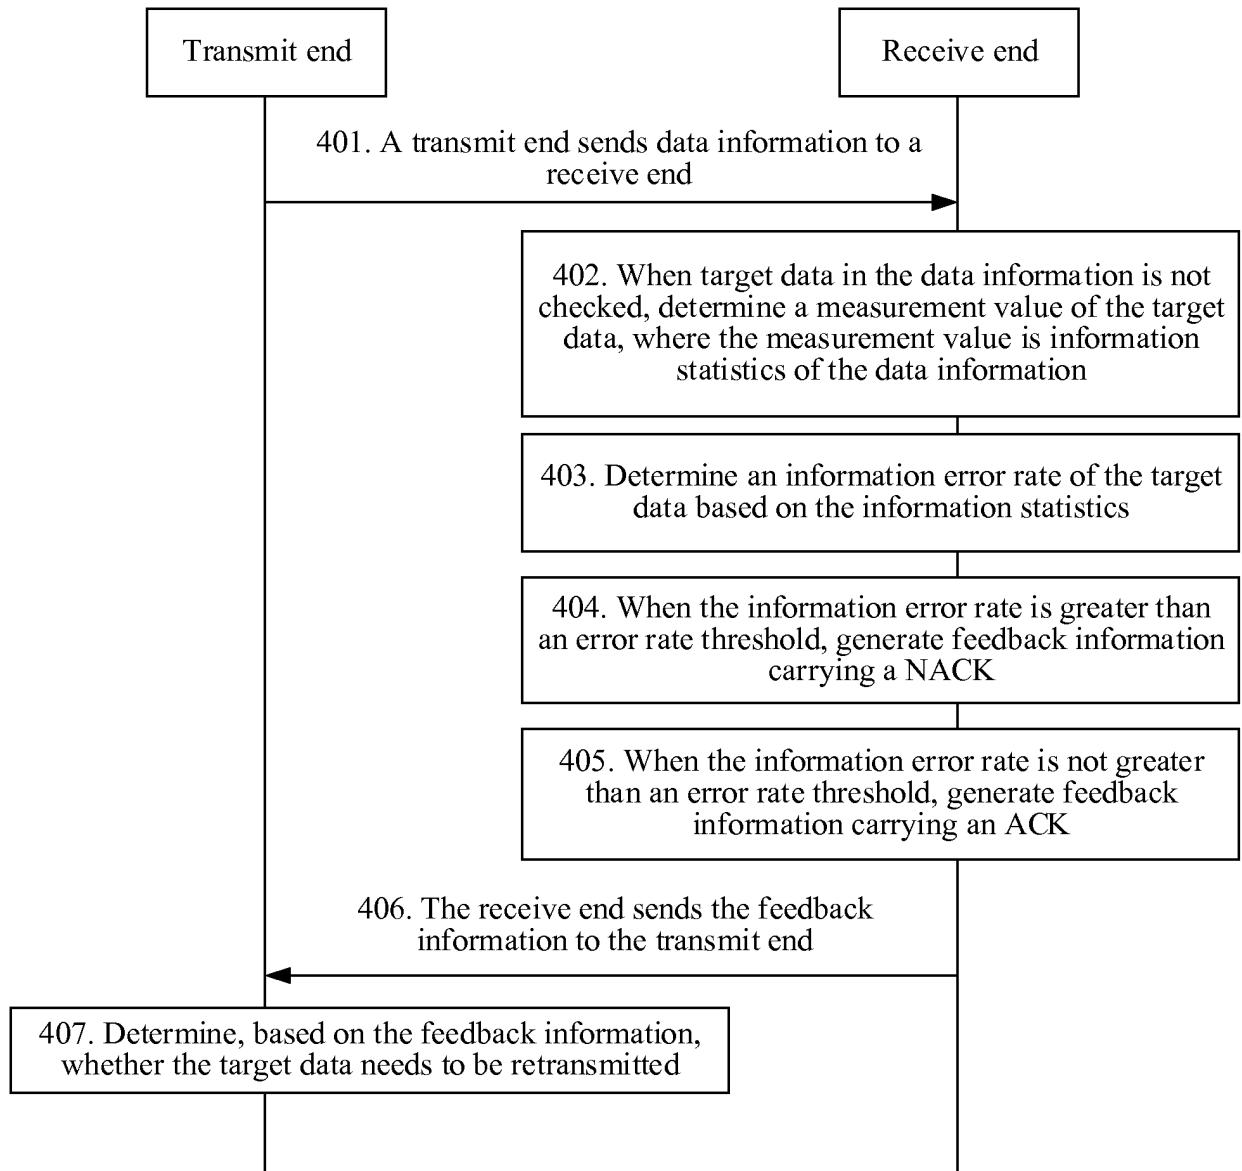 Transmit end
Receive end
401. A transmit end sends data information to a
receive end
402. When target data in the data information is not
checked, determine a measurement value of the target
data, where the measurement value is information
statistics of the data information
403. Determine an information error rate of the target
data based on the information statistics
404. When the information error rate is greater than
an error rate threshold, generate feedback information
carrying a NACK
405. When the information error rate is not greater
than an error rate threshold, generate feedback
information carrying an ACK
406. The receive end sends the feedback
information to the transmit end
407. Determine, based on the feedback information,
whether the target data needs to be retransmitted